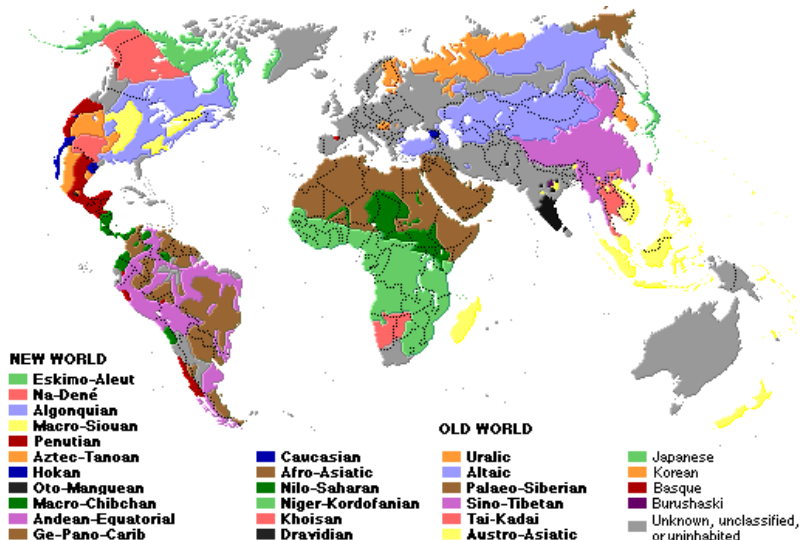 NEW WORLD
Eskimo-Aleut
Na-Dené
Algonquian
Macro-Siouan
Penutian
Aztec-Tanoan
Hokan
Oto-Manguean
Macro-Chibchan
Andean-Equatorial
Ge-Pano-Carib
OLD WORLD
Caucasian
Afro-Asiatic
Nilo-Saharan
Niger-Kordofanian
Khoisan
Dravidian
Uralic
Altaic
Palaeo-Siberian
Sino-Tibetan
Tai-Kadai
Austro-Asiatic
Japanese
Korean
Basque
Burushaski
Unknown, unclassified,
or uninhabited